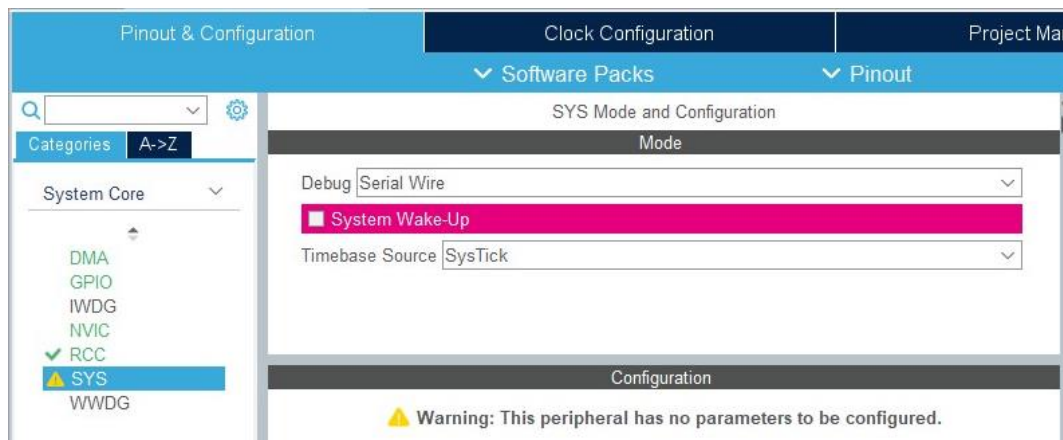 Pinout & Configuration
Clock Configuration
Project Ma
Software Packs
Pinout
Categories
A->Z
System Core
DMA
GPIO
IWDG
NVIC
RCC
SYS
WWDG
SYS Mode and Configuration
Mode
Debug Serial Wire
System Wake-Up
Timebase Source SysTick
Configuration
Warning: This peripheral has no parameters to be configured.